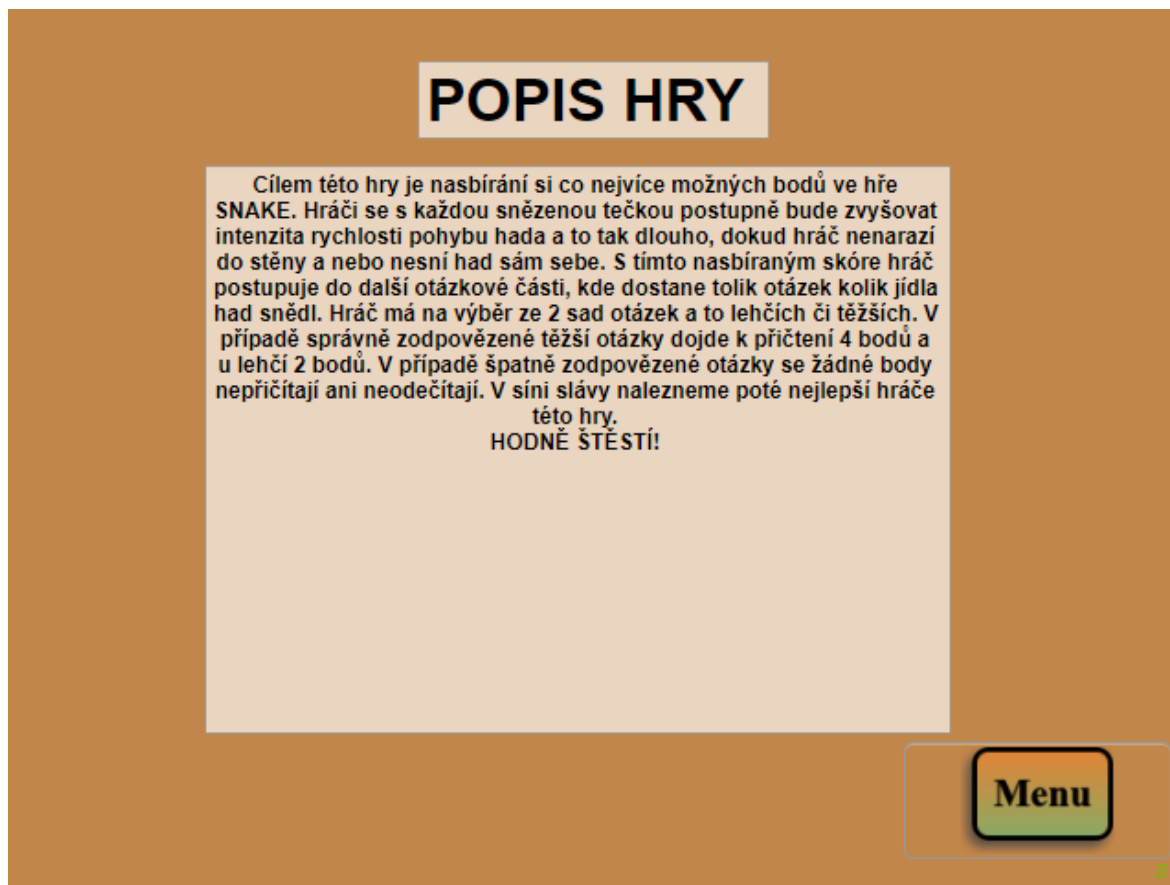 POPIS HRY
Cílem této hry je nasbírání si co nejvíce možných bodů ve hře
SNAKE. Hráči se s každou snězenou tečkou postupně bude zvyšovat
intenzita rychlosti pohybu hada a to tak dlouho, dokud hráč nenarazí
do stěny a nebo nesní had sám sebe. S tímto nasbíraným skóre hráč
postupuje do další otázkové části, kde dostane tolik otázek kolik jídla
had snědl. Hráč má na výběr ze 2 sad otázek a to lehčích či těžších. V
případě správně zodpovězené těžší otázky dojde k přičtení 4 bodů a
u lehčí 2 bodů. V případě špatně zodpovězené otázky se žádné body
nepřičítají ani neodečítají. V síni slávy nalezneme poté nejlepší hráče
této hry.
HODNĚ ŠTĚSTÍ!
Menu